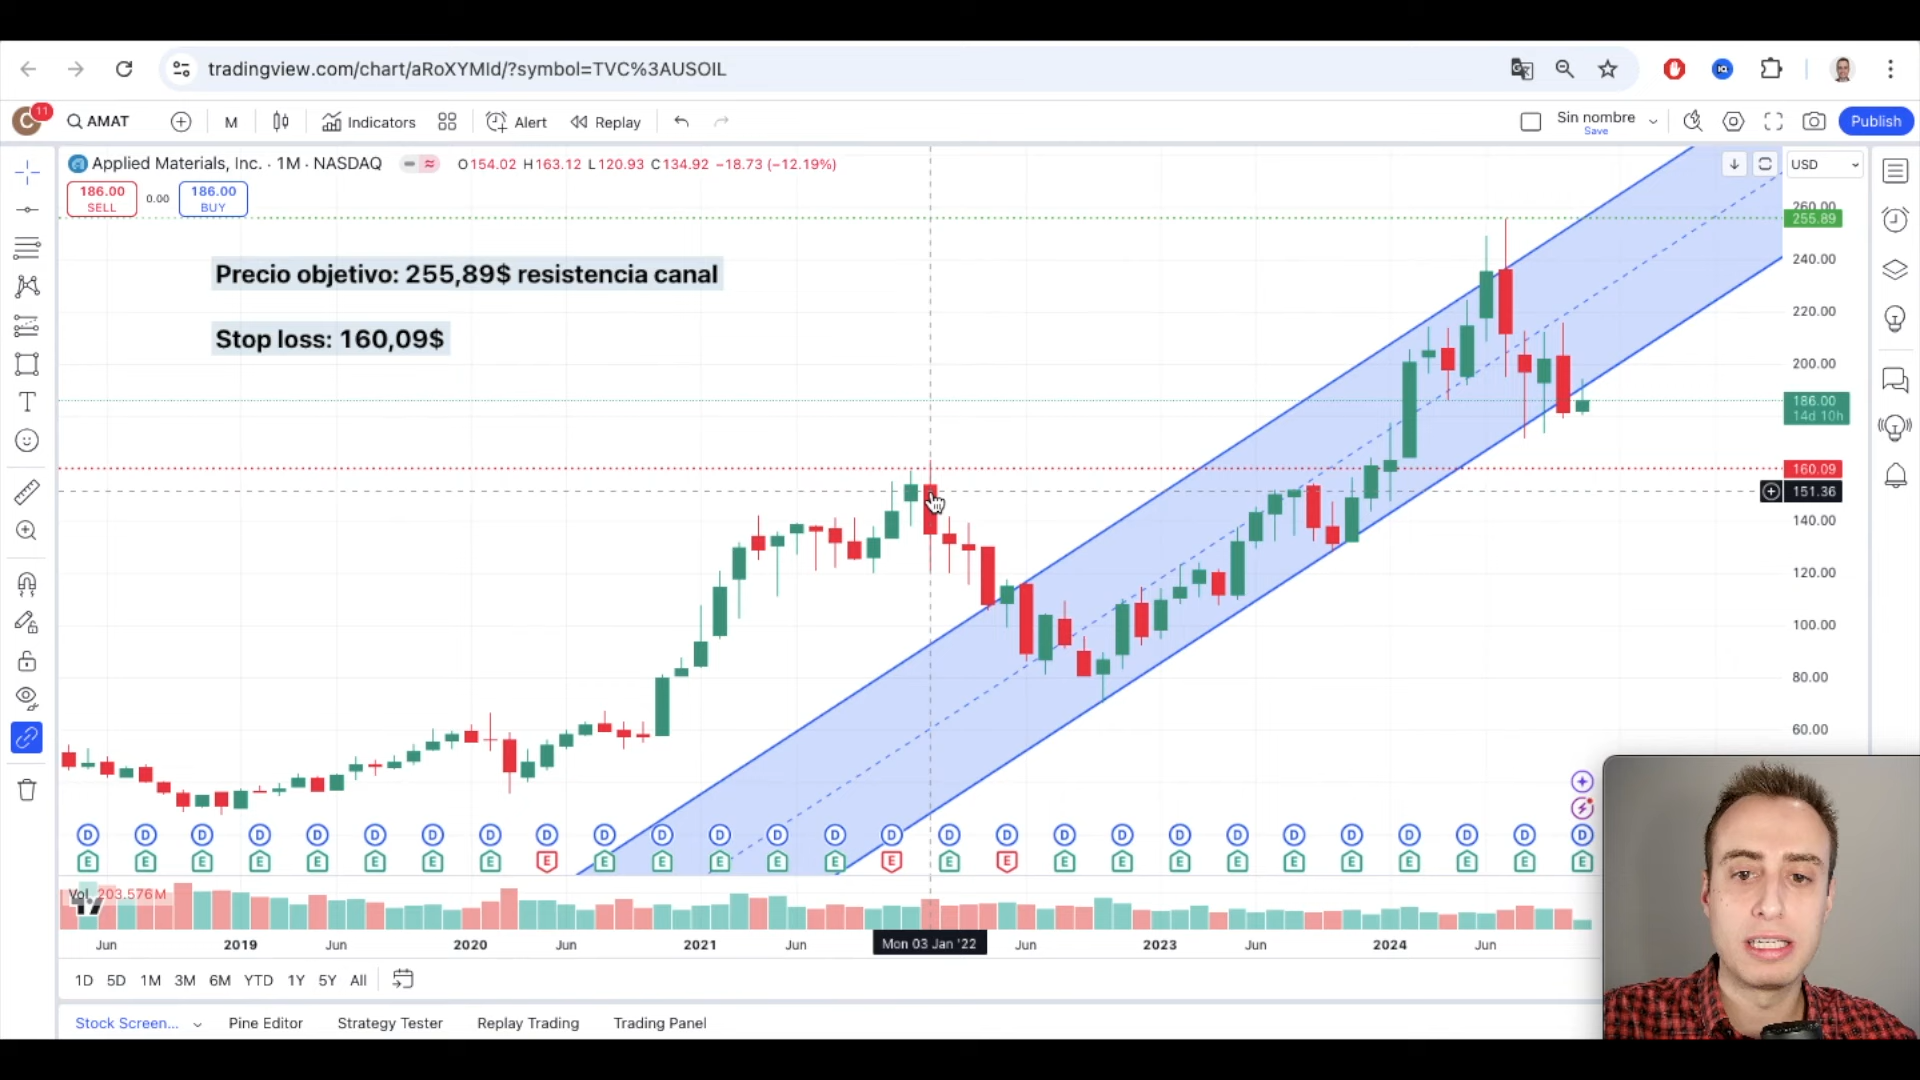 tradingview.com/chart/aRoXYMId/?symbol=TVC%3AUSOIL
C 11 AMAT M Indicators Alert Replay Sin nombre Save Publish
Applied Materials, Inc. · 1M · NASDAQ O154.02 H163.12 L120.93 C134.92 −18.73 (−12.19%) USD
186.00 SELL 0.00 186.00 BUY
260.00
255.89
Precio objetivo: 255,89$ resistencia canal
240.00
220.00
Stop loss: 160,09$
200.00
186.00
14d 10h
160.09
151.36
140.00
120.00
100.00
80.00
60.00
D D D D D D D D D D D D D D D D D D D D D D D D D D D
E E E E E E E E E E E E E E E E E E E E E E E E E E E
Vol 203.576M
Jun 2019 Jun 2020 Jun 2021 Jun Mon 03 Jan '22 Jun 2023 Jun 2024 Jun
1D 5D 1M 3M 6M YTD 1Y 5Y All
Stock Screen... Pine Editor Strategy Tester Replay Trading Trading Panel